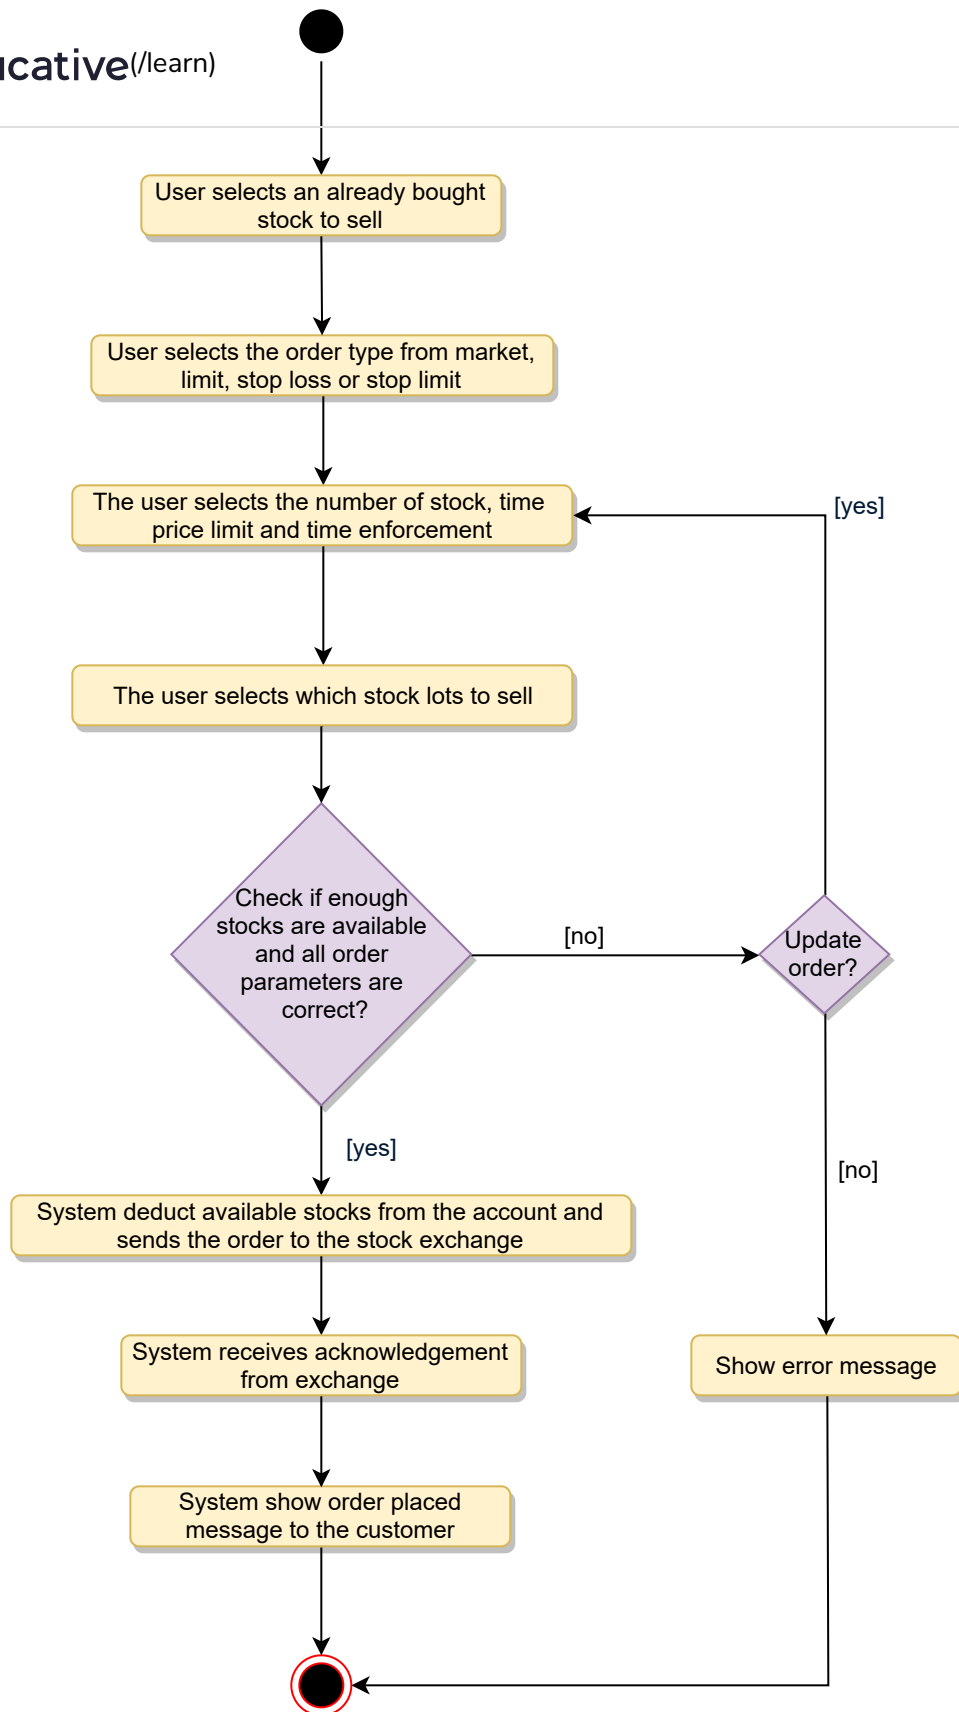 ucative(/learn)
User selects an already bought
stock to sell
User selects the order type from market,
limit, stop loss or stop limit
The user selects the number of stock, time
price limit and time enforcement
[yes]
The user selects which stock lots to sell
Check if enough
stocks are available
and all order
parameters are
correct?
[no]
Update
order?
[yes]
[no]
System deduct available stocks from the account and
sends the order to the stock exchange
System receives acknowledgement
from exchange
Show error message
System show order placed
message to the customer